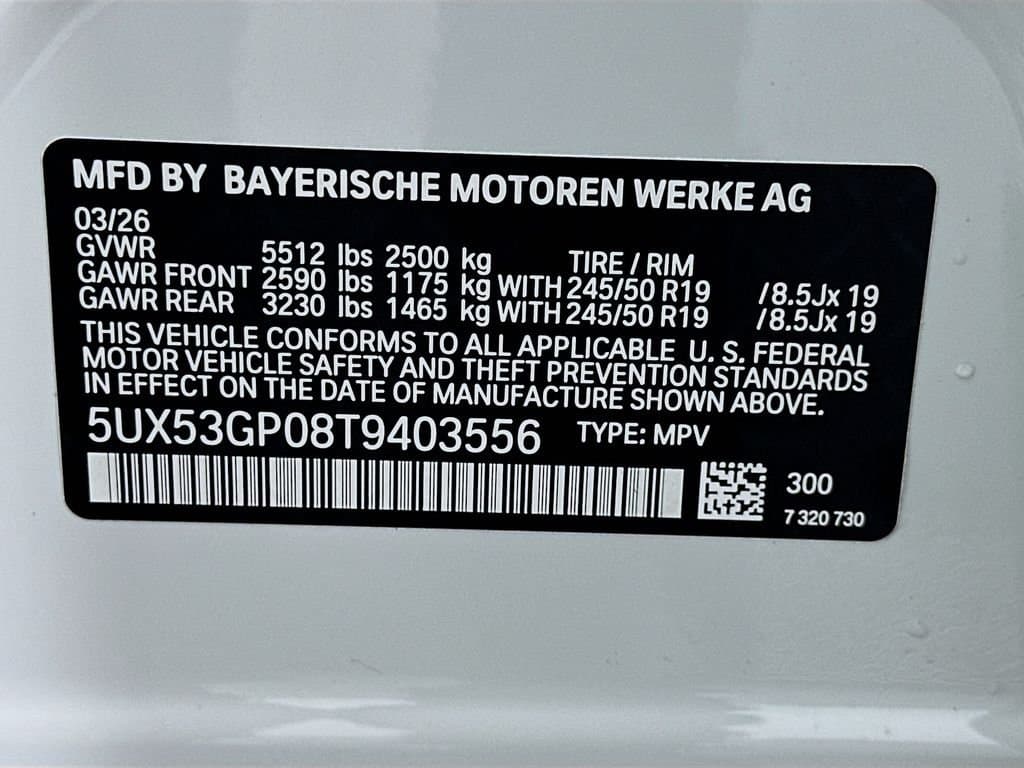 MFD BY BAYERISCHE MOTOREN WERKE AG
03/26
GVWR 5512 lbs 2500 kg TIRE / RIM
GAWR FRONT 2590 lbs 1175 kg WITH 245/50 R19 /8.5Jx 19
GAWR REAR 3230 lbs 1465 kg WITH 245/50 R19 /8.5Jx 19
THIS VEHICLE CONFORMS TO ALL APPLICABLE U. S. FEDERAL
MOTOR VEHICLE SAFETY AND THEFT PREVENTION STANDARDS
IN EFFECT ON THE DATE OF MANUFACTURE SHOWN ABOVE.
5UX53GP08T9403556 TYPE: MPV
300
7 320 730